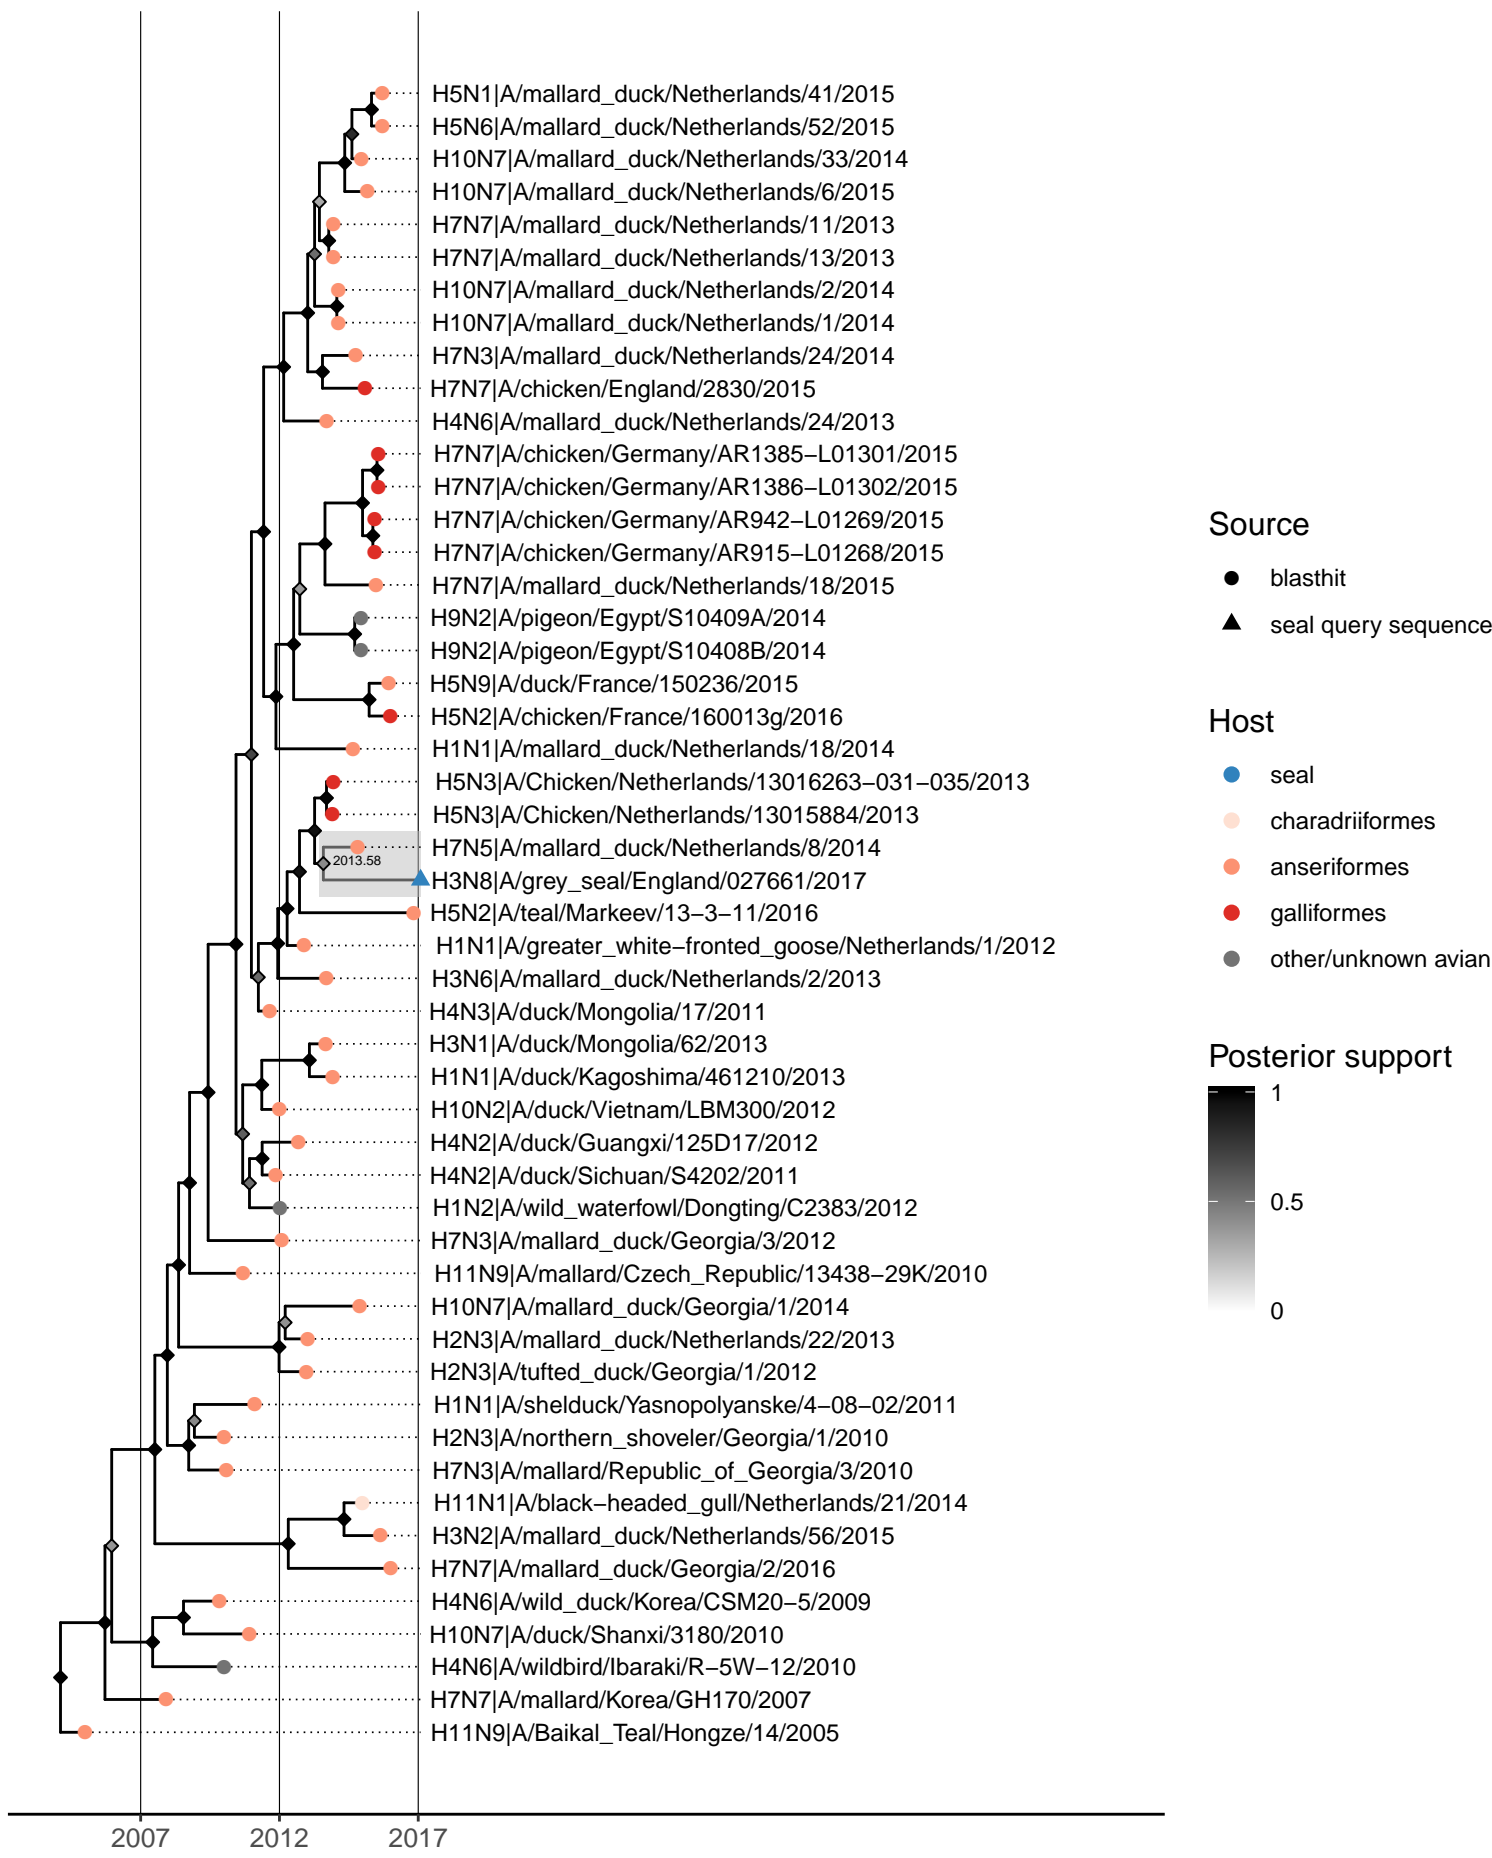 H5N1|A/mallard_duck/Netherlands/41/2015
H5N6|A/mallard_duck/Netherlands/52/2015
H10N7|A/mallard_duck/Netherlands/33/2014
H10N7|A/mallard_duck/Netherlands/6/2015
H7N7|A/mallard_duck/Netherlands/11/2013
H7N7|A/mallard_duck/Netherlands/13/2013
H10N7|A/mallard_duck/Netherlands/2/2014
H10N7|A/mallard_duck/Netherlands/1/2014
H7N3|A/mallard_duck/Netherlands/24/2014
H7N7|A/chicken/England/2830/2015
H4N6|A/mallard_duck/Netherlands/24/2013
H7N7|A/chicken/Germany/AR1385−L01301/2015
H7N7|A/chicken/Germany/AR1386−L01302/2015
H7N7|A/chicken/Germany/AR942−L01269/2015
H7N7|A/chicken/Germany/AR915−L01268/2015
H7N7|A/mallard_duck/Netherlands/18/2015
H9N2|A/pigeon/Egypt/S10409A/2014
H9N2|A/pigeon/Egypt/S10408B/2014
H5N9|A/duck/France/150236/2015
H5N2|A/chicken/France/160013g/2016
H1N1|A/mallard_duck/Netherlands/18/2014
H5N3|A/Chicken/Netherlands/13016263−031−035/2013
H5N3|A/Chicken/Netherlands/13015884/2013
H7N5|A/mallard_duck/Netherlands/8/2014
2013.58
H3N8|A/grey_seal/England/027661/2017
H5N2|A/teal/Markeev/13−3−11/2016
H1N1|A/greater_white−fronted_goose/Netherlands/1/2012
H3N6|A/mallard_duck/Netherlands/2/2013
H4N3|A/duck/Mongolia/17/2011
H3N1|A/duck/Mongolia/62/2013
H1N1|A/duck/Kagoshima/461210/2013
H10N2|A/duck/Vietnam/LBM300/2012
H4N2|A/duck/Guangxi/125D17/2012
H4N2|A/duck/Sichuan/S4202/2011
H1N2|A/wild_waterfowl/Dongting/C2383/2012
H7N3|A/mallard_duck/Georgia/3/2012
H11N9|A/mallard/Czech_Republic/13438−29K/2010
H10N7|A/mallard_duck/Georgia/1/2014
H2N3|A/mallard_duck/Netherlands/22/2013
H2N3|A/tufted_duck/Georgia/1/2012
H1N1|A/shelduck/Yasnopolyanske/4−08−02/2011
H2N3|A/northern_shoveler/Georgia/1/2010
H7N3|A/mallard/Republic_of_Georgia/3/2010
H11N1|A/black−headed_gull/Netherlands/21/2014
H3N2|A/mallard_duck/Netherlands/56/2015
H7N7|A/mallard_duck/Georgia/2/2016
H4N6|A/wild_duck/Korea/CSM20−5/2009
H10N7|A/duck/Shanxi/3180/2010
H4N6|A/wildbird/Ibaraki/R−5W−12/2010
H7N7|A/mallard/Korea/GH170/2007
H11N9|A/Baikal_Teal/Hongze/14/2005
2007 2012 2017
Source
blasthit
seal query sequence
Host
seal
charadriiformes
anseriformes
galliformes
other/unknown avian
Posterior support
1
0.5
0